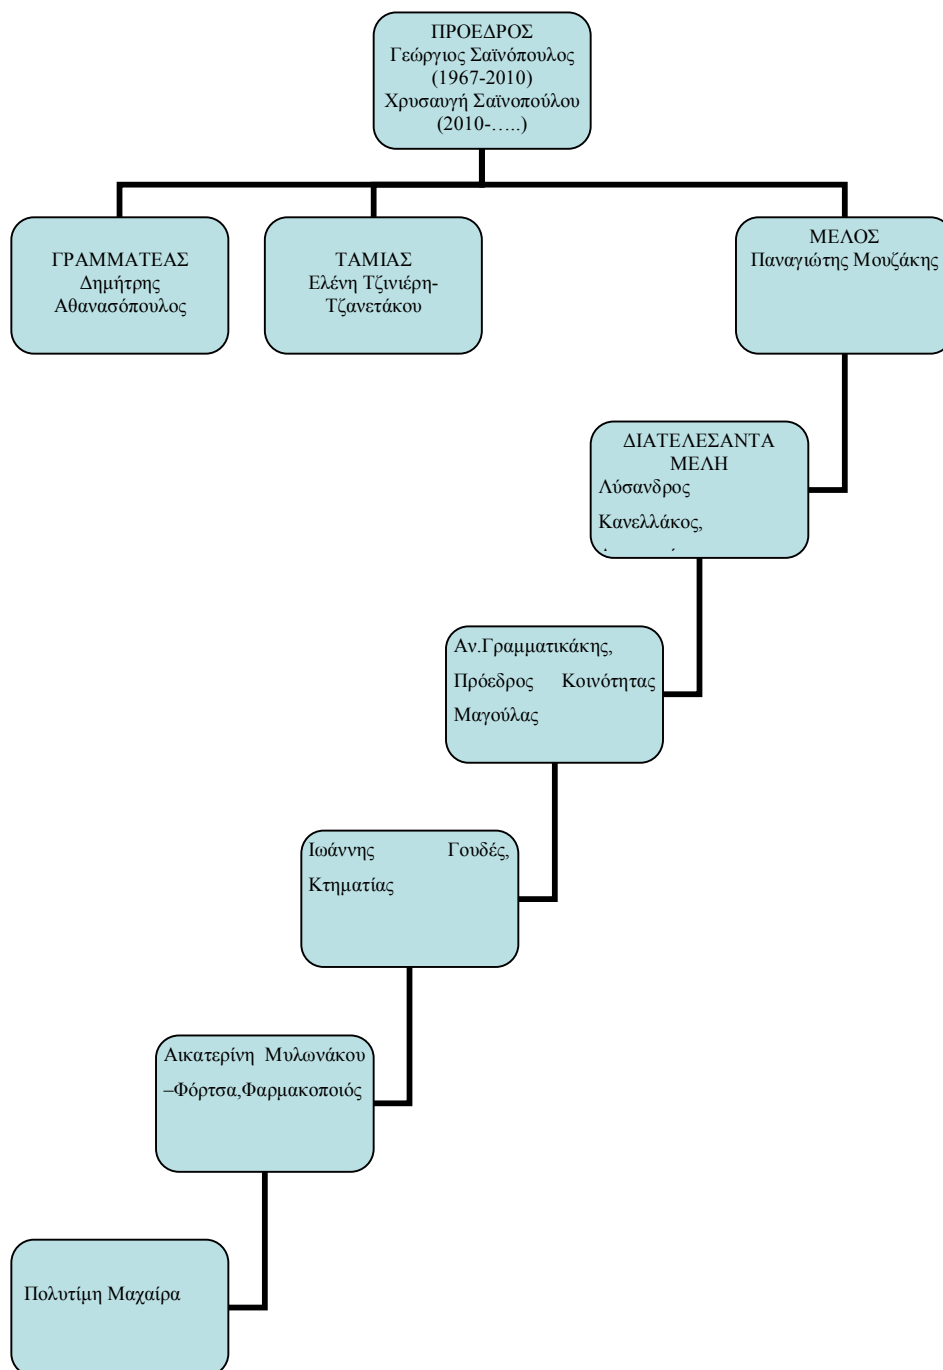 ΠΡΟΕΔΡΟΣ
Γεώργιος Σαϊνόπουλος
(1967-2010)
Χρυσαυγή Σαϊνοπούλου
(2010-…..)
ΓΡΑΜΜΑΤΕΑΣ
Δημήτρης
Αθανασόπουλος
ΤΑΜΙΑΣ
Ελένη Τζινιέρη-
Τζανετάκου
ΜΕΛΟΣ
Παναγιώτης Μουζάκης
ΔΙΑΤΕΛΕΣΑΝΤΑ
ΜΕΛΗ
Λύσανδρος
Κανελλάκος,
Αν.Γραμματικάκης,
Πρόεδρος Κοινότητας
Μαγούλας
Ιωάννης Γουδές,
Κτηματίας
Αικατερίνη Μυλωνάκου
–Φόρτσα,Φαρμακοποιός
Πολυτίμη Μαχαίρα